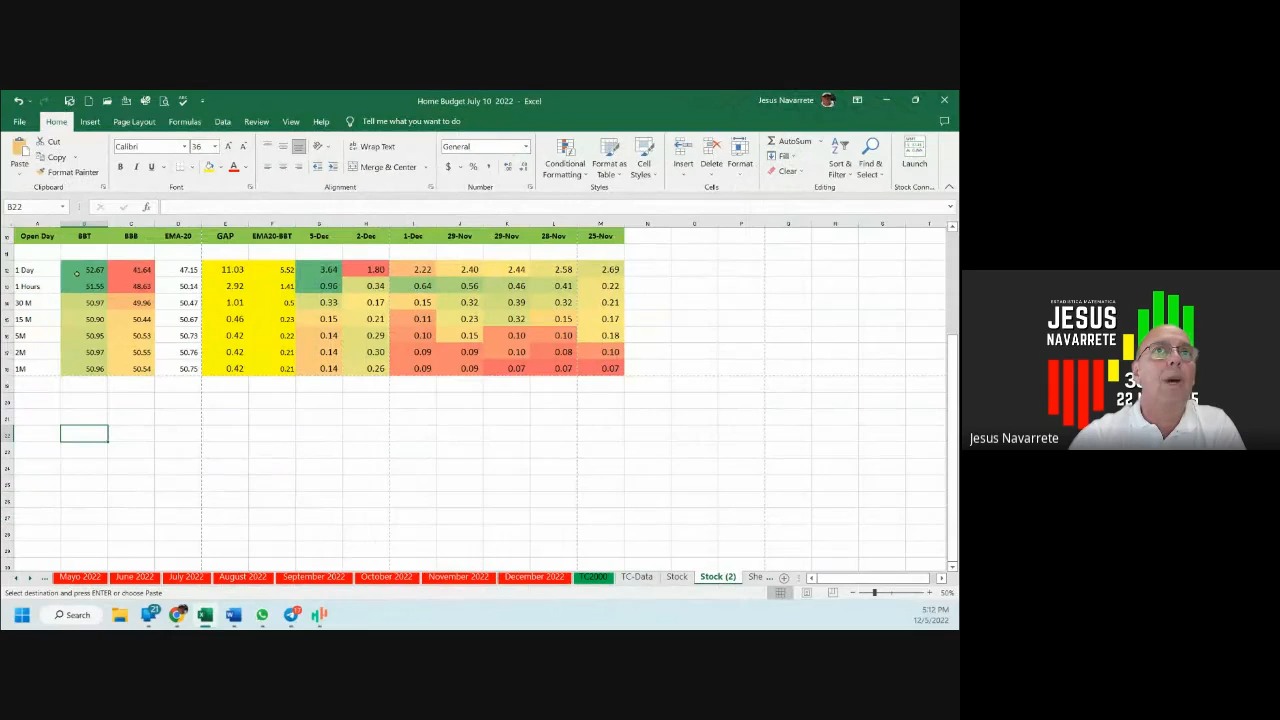 Home Budget July 10 2022 - Excel
Jesus Navarrete
File Home Insert Page Layout Formulas Data Review View Help Tell me what you want to do
Paste
Cut
Copy
Format Painter
Clipboard
Calibri 36
B I U
Font
Wrap Text
Merge & Center
Alignment
General
$ % ,
Number
Conditional Formatting
Format as Table
Cell Styles
Styles
Insert Delete Format
Cells
AutoSum
Fill
Clear
Sort & Filter
Find & Select
Editing
Launch
Stock Conn...
B22 fx
A B C D E F G H I J K L M N O P Q R S T
Open Day BBT BBB EMA-20 GAP EMA20-BBT 5-Dec 2-Dec 1-Dec 29-Nov 29-Nov 28-Nov 25-Nov
1 Day 52.67 41.64 47.15 11.03 5.52 3.64 1.80 2.22 2.40 2.44 2.58 2.69
1 Hours 51.55 48.63 50.14 2.92 1.41 0.96 0.34 0.64 0.56 0.46 0.41 0.22
30 M 50.97 49.96 50.47 1.01 0.5 0.33 0.17 0.15 0.32 0.39 0.32 0.21
15 M 50.90 50.44 50.67 0.46 0.23 0.15 0.21 0.11 0.23 0.32 0.15 0.17
5M 50.95 50.53 50.73 0.42 0.22 0.14 0.29 0.10 0.15 0.10 0.10 0.18
2M 50.97 50.55 50.76 0.42 0.21 0.14 0.30 0.09 0.09 0.10 0.08 0.10
1M 50.96 50.54 50.75 0.42 0.21 0.14 0.26 0.09 0.09 0.07 0.07 0.07
... Mayo 2022 June 2022 July 2022 August 2022 September 2022 October 2022 November 2022 December 2022 TC2000 TC-Data Stock Stock (2) She ...
Select destination and press ENTER or choose Paste
50%
Search
5:12 PM
12/5/2022
ESTADISTICA MATEMATICA
JESUS
NAVARRETE
Jesus Navarrete